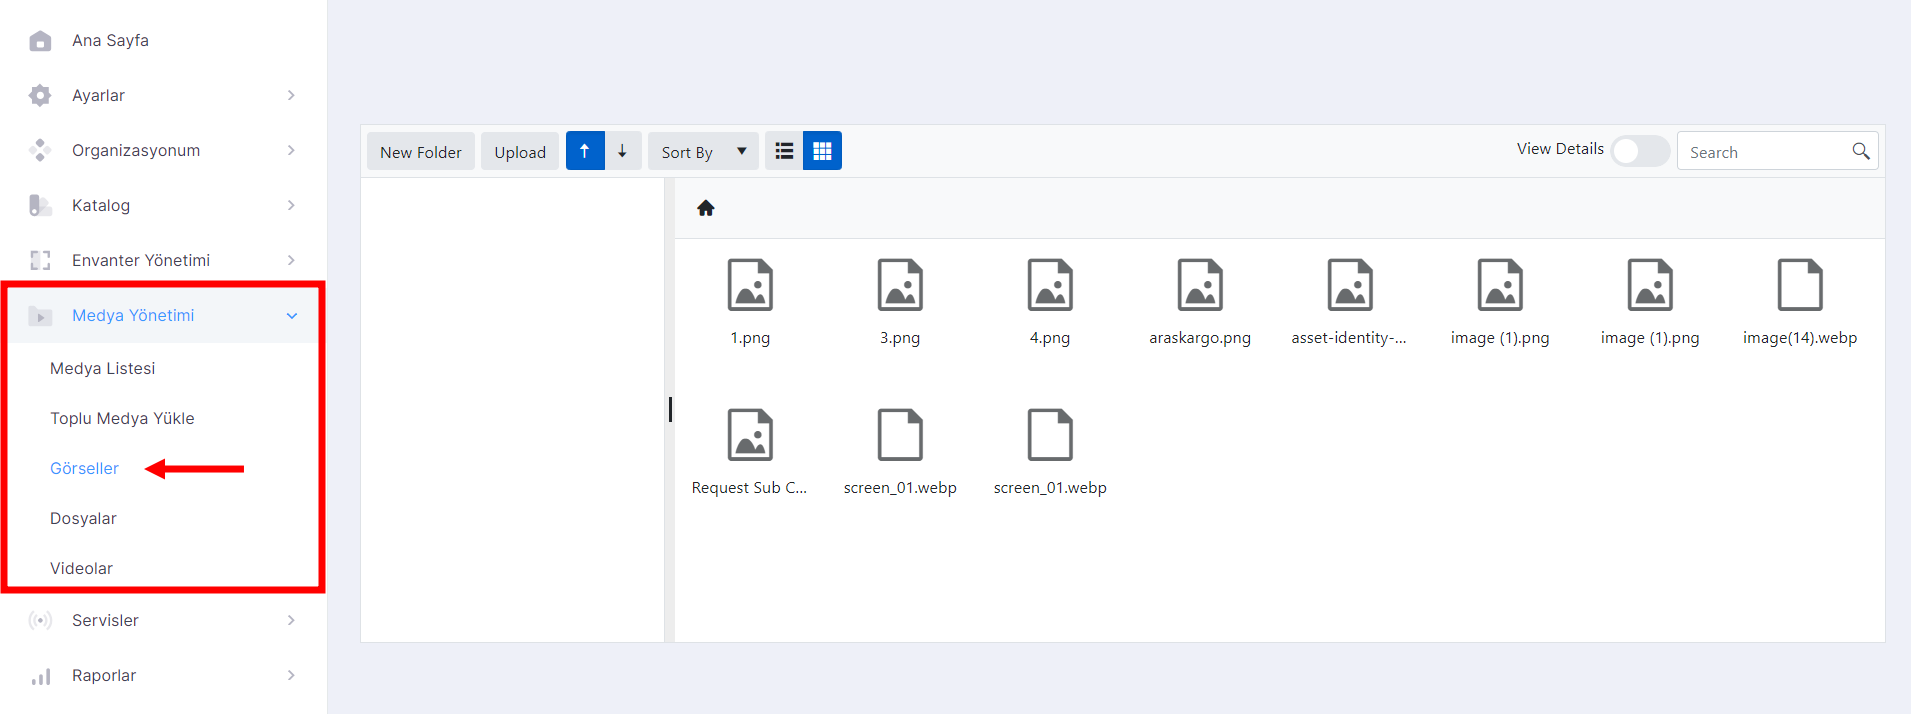 Ana Sayfa
Ayarlar
Organizasyonum
Katalog
Envanter Yönetimi
Medya Yönetimi
Medya Listesi
Toplu Medya Yükle
Görseller
Dosyalar
Videolar
Servisler
Raporlar
New Folder Upload Sort By View Details Search
1.png 3.png 4.png araskargo.png asset-identity-... image (1).png image (1).png image(14).webp
Request Sub C... screen_01.webp screen_01.webp